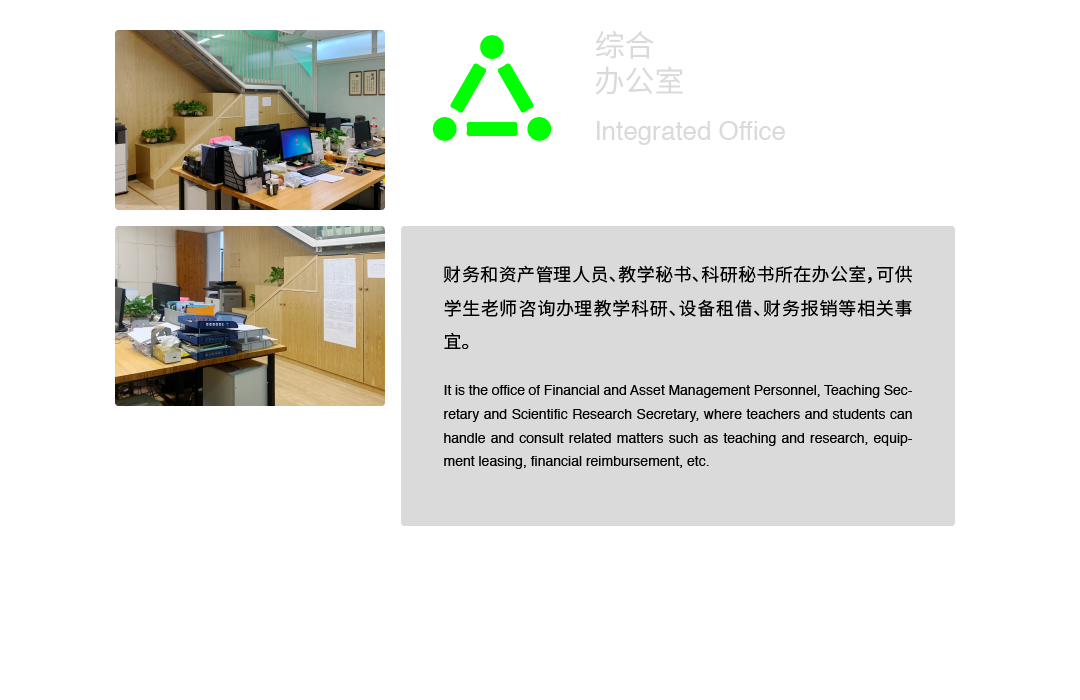 综合
办公室
Integrated Office
财务和资产管理人员、教学秘书、科研秘书所在办公室，可供
学生老师咨询办理教学科研、设备租借、财务报销等相关事
宜。
It is the office of Financial and Asset Management Personnel, Teaching Sec-
retary and Scientific Research Secretary, where teachers and students can
handle and consult related matters such as teaching and research, equip-
ment leasing, financial reimbursement, etc.